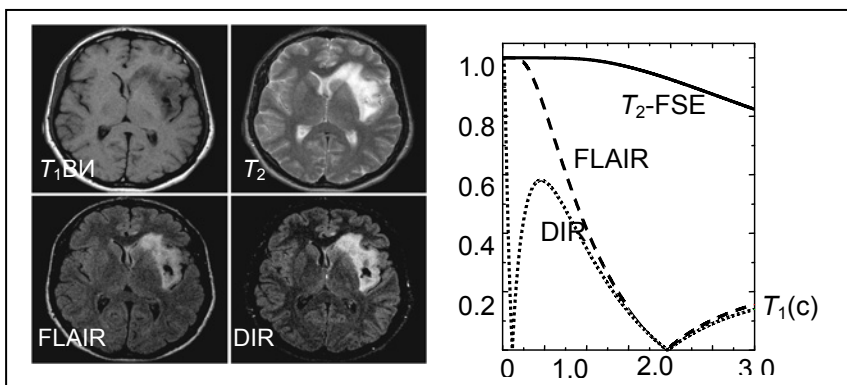 T₁ВИ
T₂
FLAIR
DIR
1.0
0.8
0.6
0.4
0.2
T₂-FSE
FLAIR
DIR
T₁(с)
0
1.0
2.0
3.0